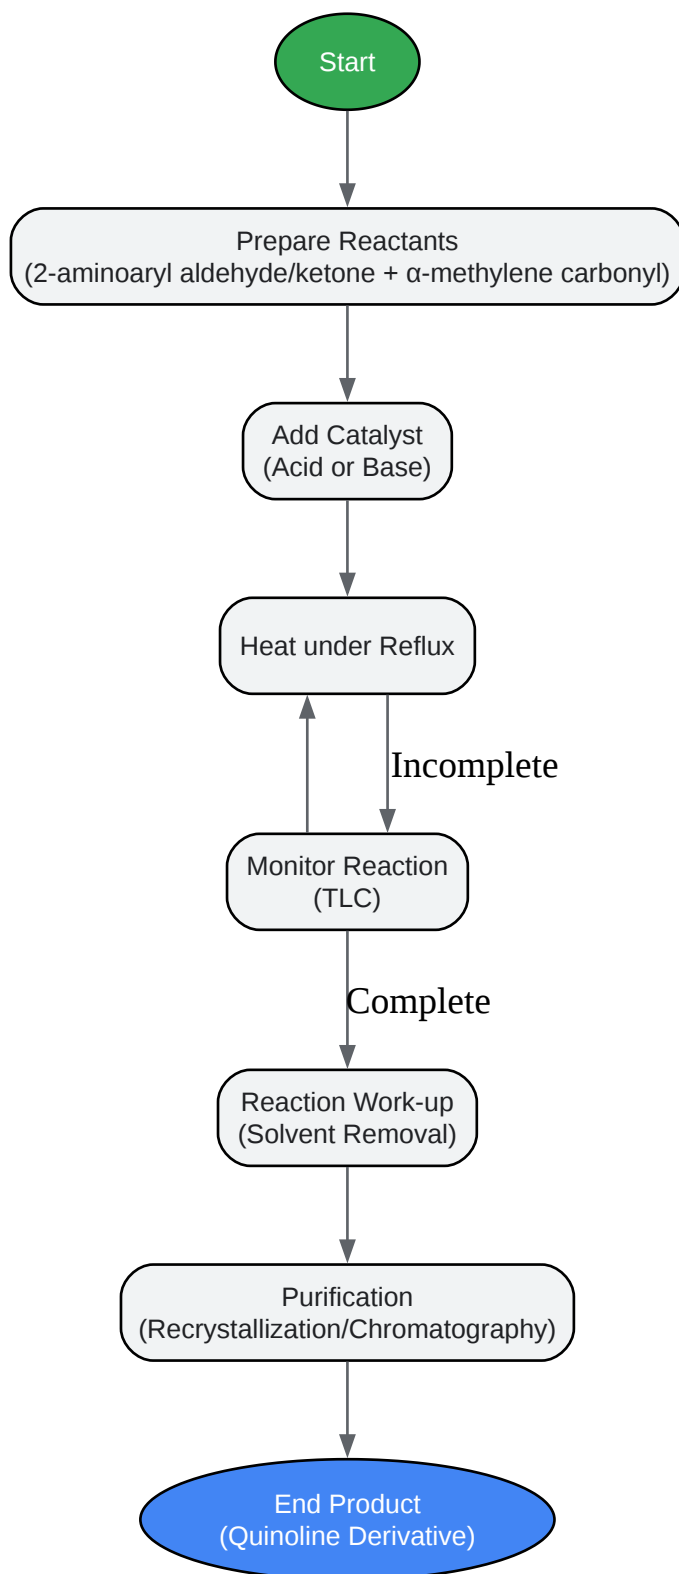 Start
Prepare Reactants
(2-aminoaryl aldehyde/ketone + α-methylene carbonyl)
Add Catalyst
(Acid or Base)
Heat under Reflux
Incomplete
Monitor Reaction
(TLC)
Complete
Reaction Work-up
(Solvent Removal)
Purification
(Recrystallization/Chromatography)
End Product
(Quinoline Derivative)